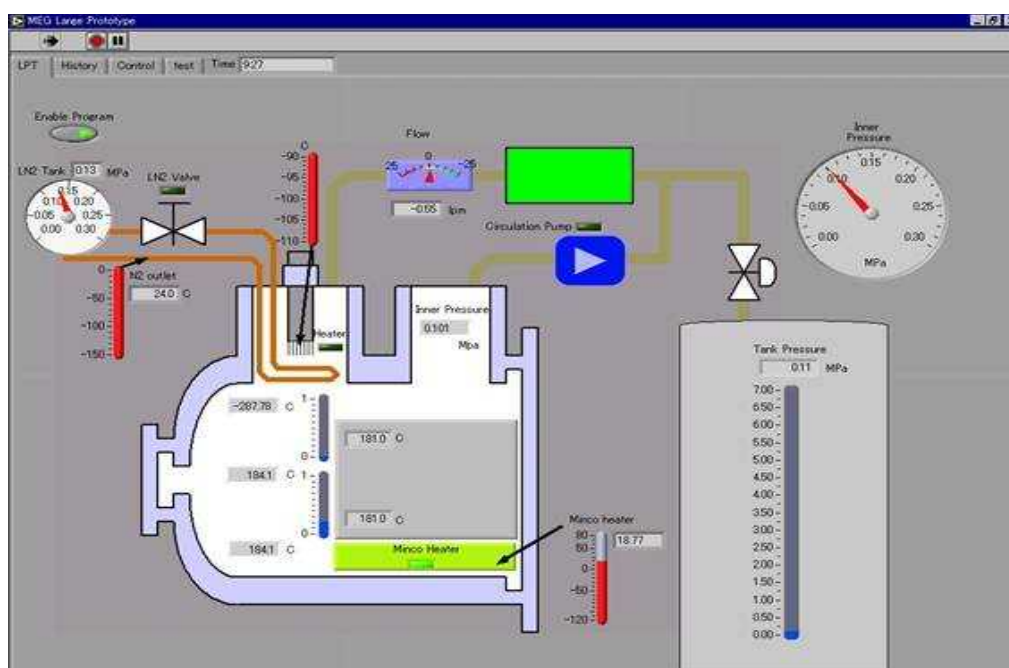 MEG Large Prototype
LPT History Control test Time 9:27
Enable Program
LN2 Tank 0.13 MPa
LN2 Valve
0.00 0.05 0.10 0.15 0.20 0.25 0.30
N2 outlet
24.0 C
0
-50
-100
-150
C
-90
-95
-100
-105
-110
Flow
25 0 -25
-0.55 lpm
Circulation Pump
Inner
Pressure
0.00 0.05 0.10 0.15 0.20 0.25 0.30
MPa
Heater
Inner Pressure
0.101
Mpa
-287.78 C
1
0
184.1 C
1
0
184.1 C
181.0 C
181.0 C
Minco Heater
Minco heater
18.77
80
50
0
-50
-120
Tank Pressure
0.11 MPa
7.00
6.50
6.00
5.50
5.00
4.50
4.00
3.50
3.00
2.50
2.00
1.50
1.00
0.50
0.00